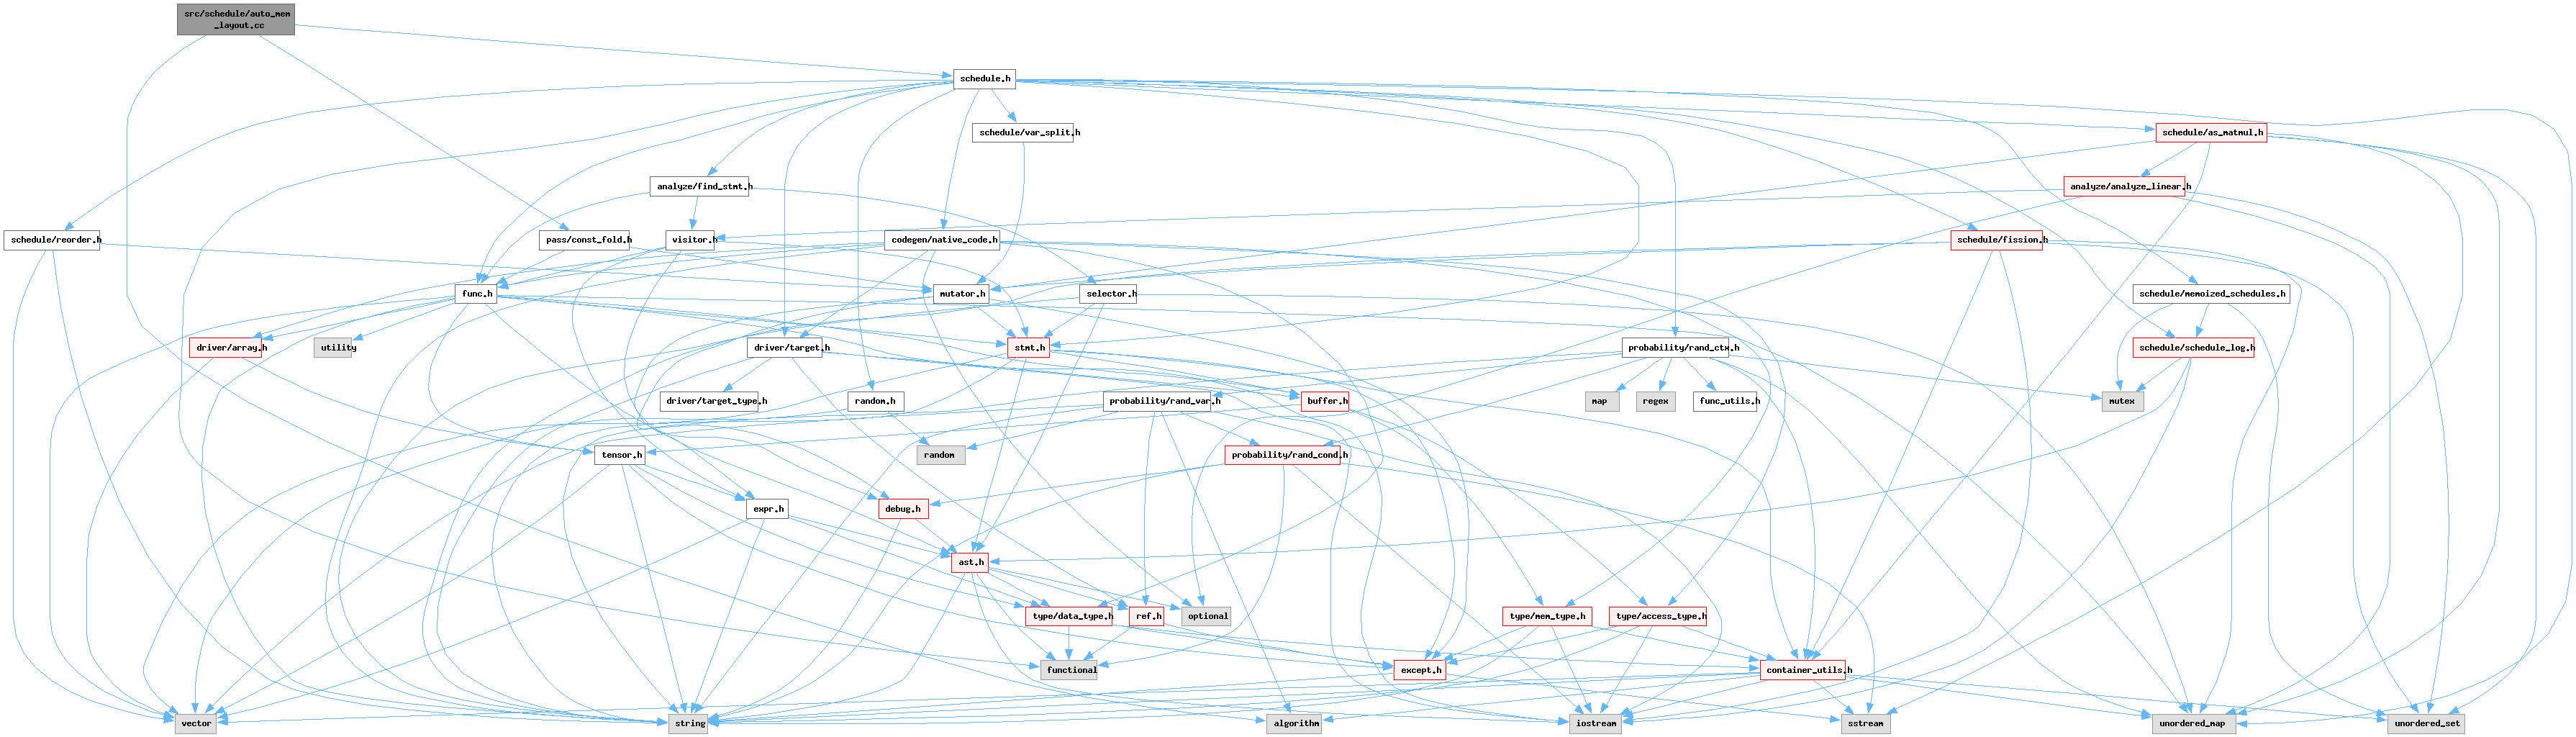 src/schedule/auto_mem
_layout.cc
schedule.h
schedule/var_split.h
schedule/as_matmul.h
analyze/find_stmt.h
analyze/analyze_linear.h
schedule/reorder.h
pass/const_fold.h
visitor.h
codegen/native_code.h
schedule/fission.h
func.h
mutator.h
selector.h
schedule/memoized_schedules.h
driver/array.h
utility
driver/target.h
stmt.h
probability/rand_ctx.h
schedule/schedule_log.h
driver/target_type.h
random.h
probability/rand_var.h
buffer.h
map
regex
func_utils.h
mutex
tensor.h
random
probability/rand_cond.h
expr.h
debug.h
ast.h
type/data_type.h
ref.h
optional
type/mem_type.h
type/access_type.h
functional
except.h
container_utils.h
vector
string
algorithm
iostream
sstream
unordered_map
unordered_set